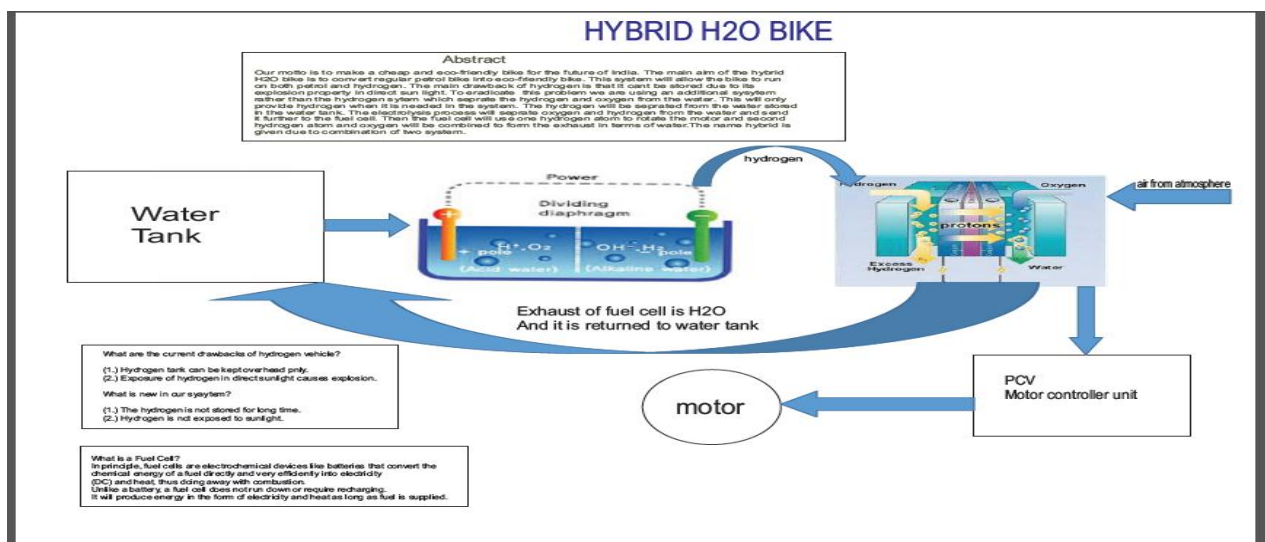 HYBRID H2O BIKE
Abstract
Our motto is to make a cheap and eco-friendly bike for the future of India. The main aim of the hybrid
H2O bike is to convert regular petrol bike into eco-friendly bike. This system will allow the bike to run
on both petrol and hydrogen. The main drawback of hydrogen is that it cant be stored due to its
explosion property in direct sun light. To eradicate this problem we are using an additional sysytem
rather than the hydrogen sytem which seprate the hydrogen and oxygen from the water. This will only
provide hydrogen when it is needed in the system. The hydrogen will be seprated from the water stored
in the water tank. The electrolysis process will seprate oxygen and hydrogen from the water and send
it further to the fuel cell. Then the fuel cell will use one hydrogen atom to rotate the motor and second
hydrogen atom and oxygen will be combined to form the exhaust in terms of water.The name hybrid is
given due to combination of two system.
hydrogen
Water
Tank
Power
Dividing
diaphragm
+ pole
H+.O2
(Acid water)
OH- H2
- pole
(Alkaline water)
Hydrogen
Oxygen
protons
Excess
Hydrogen
Water
air from atmosphere
Exhaust of fuel cell is H2O
And it is returned to water tank
What are the current drawbacks of hydrogen vehicle?
(1.) Hydrogen tank can be kept overhead pnly.
(2.) Exposure of hydrogen in direct sunlight causes explosion.
What is new in our syaytem?
(1.) The hydrogen is not stored for long time.
(2.) Hydrogen is not exposed to sunlight.
motor
PCV
Motor controller unit
What is a Fuel Cell?
In principle, fuel cells are electrochemical devices like batteries that convert the
chemical energy of a fuel directly and very efficiently into electricity
(DC) and heat, thus doing away with combustion.
Unlike a battery, a fuel cell does not run down or require recharging.
It will produce energy in the form of electricity and heat as long as fuel is supplied.